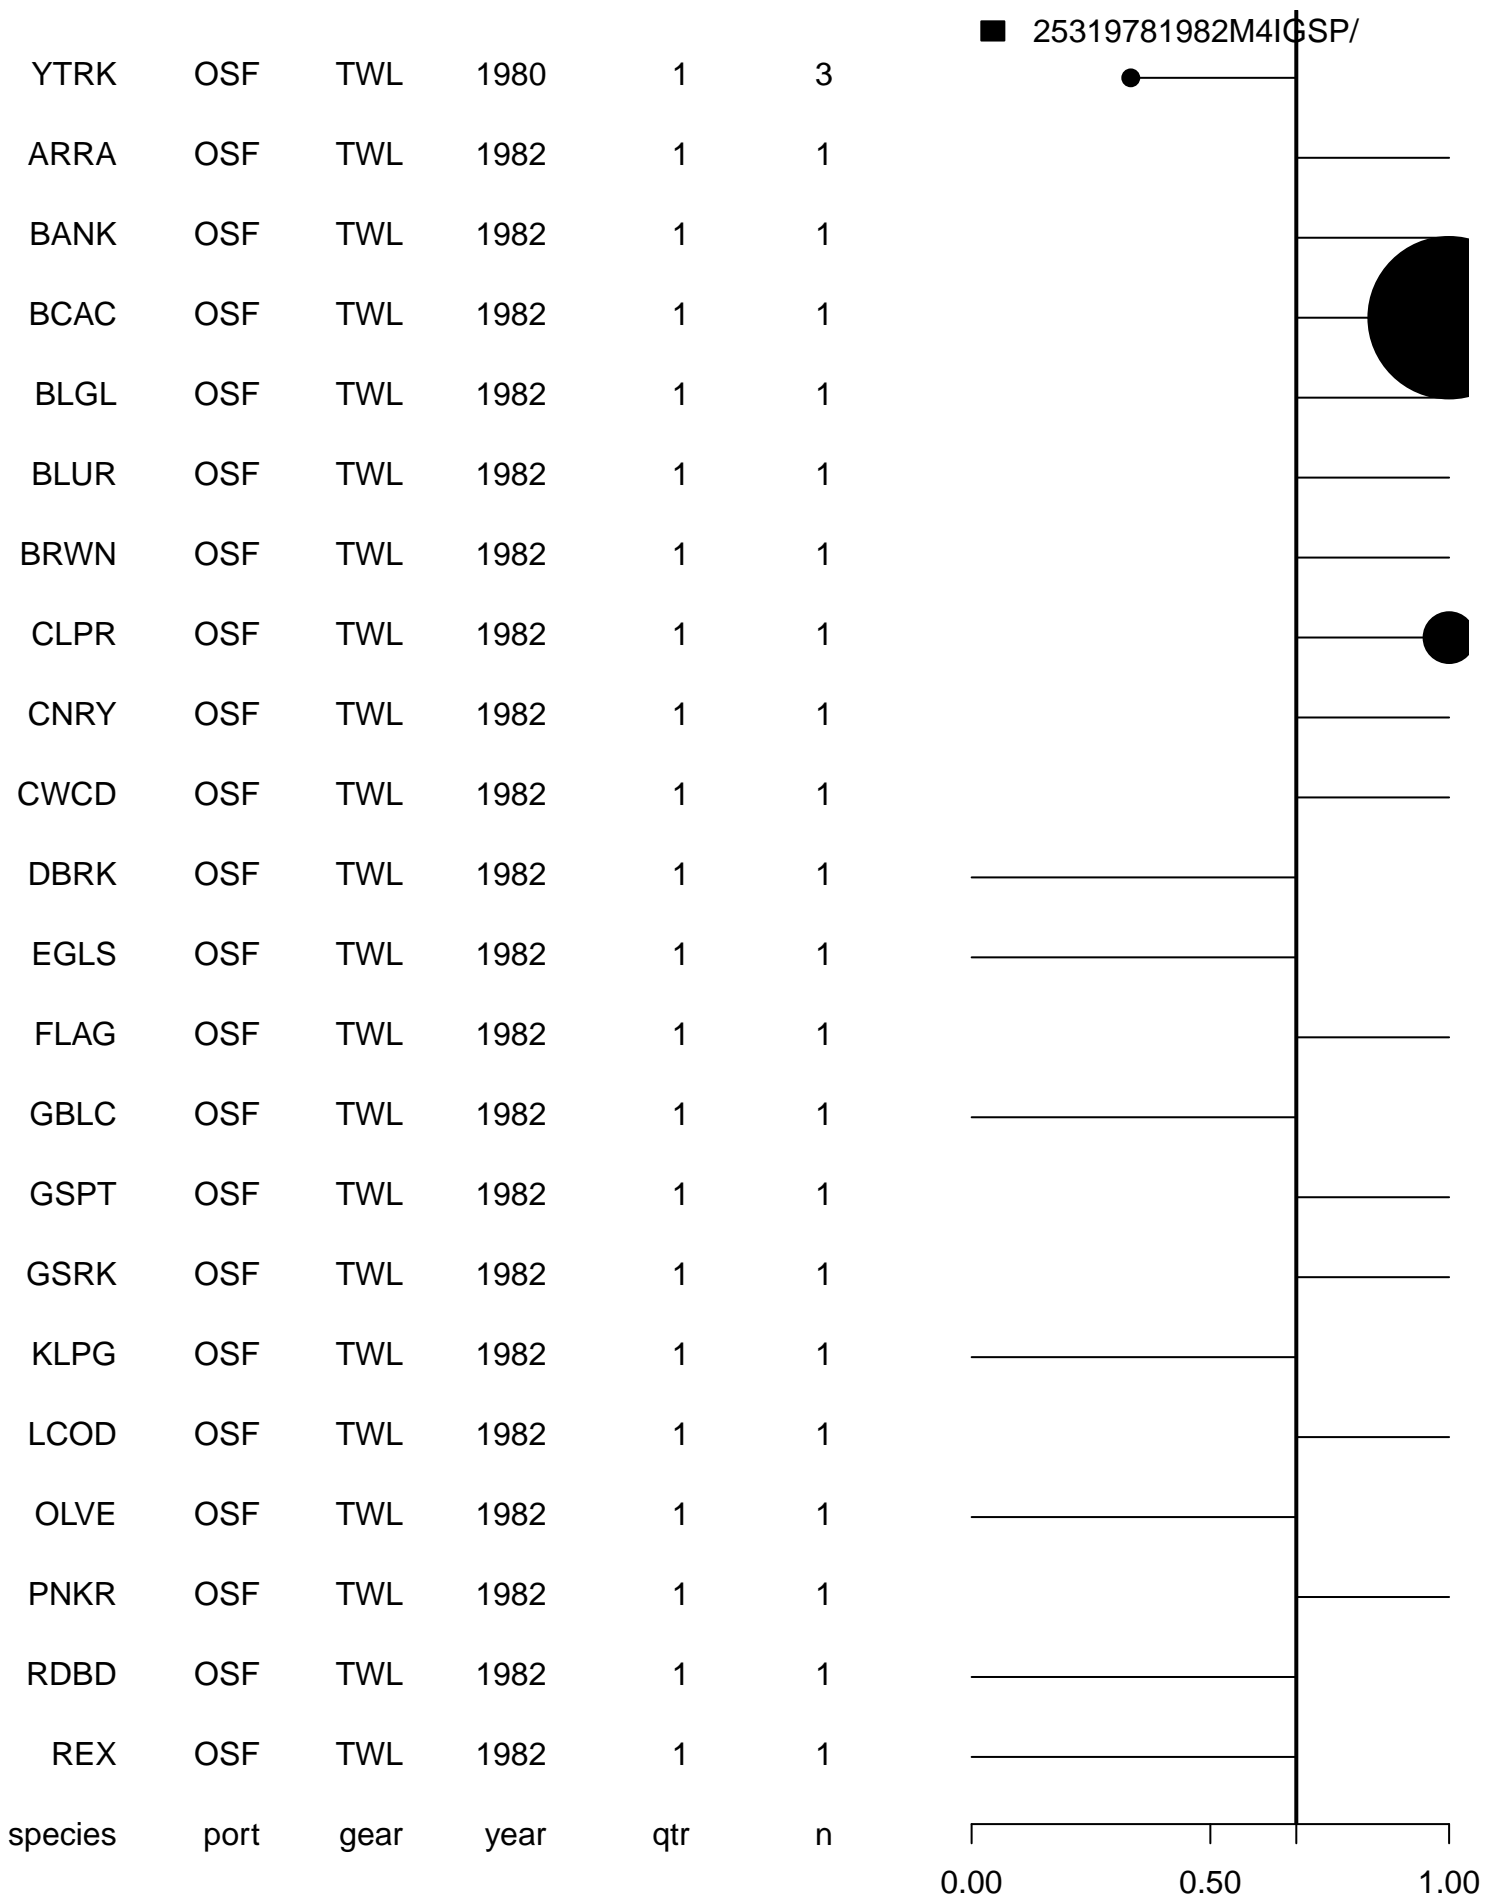 25319781982M4IGSP/
YTRK OSF TWL 1980 1 3
ARRA OSF TWL 1982 1 1
BANK OSF TWL 1982 1 1
BCAC OSF TWL 1982 1 1
BLGL OSF TWL 1982 1 1
BLUR OSF TWL 1982 1 1
BRWN OSF TWL 1982 1 1
CLPR OSF TWL 1982 1 1
CNRY OSF TWL 1982 1 1
CWCD OSF TWL 1982 1 1
DBRK OSF TWL 1982 1 1
EGLS OSF TWL 1982 1 1
FLAG OSF TWL 1982 1 1
GBLC OSF TWL 1982 1 1
GSPT OSF TWL 1982 1 1
GSRK OSF TWL 1982 1 1
KLPG OSF TWL 1982 1 1
LCOD OSF TWL 1982 1 1
OLVE OSF TWL 1982 1 1
PNKR OSF TWL 1982 1 1
RDBD OSF TWL 1982 1 1
REX OSF TWL 1982 1 1
species port gear year qtr n
0.00 0.50 1.00